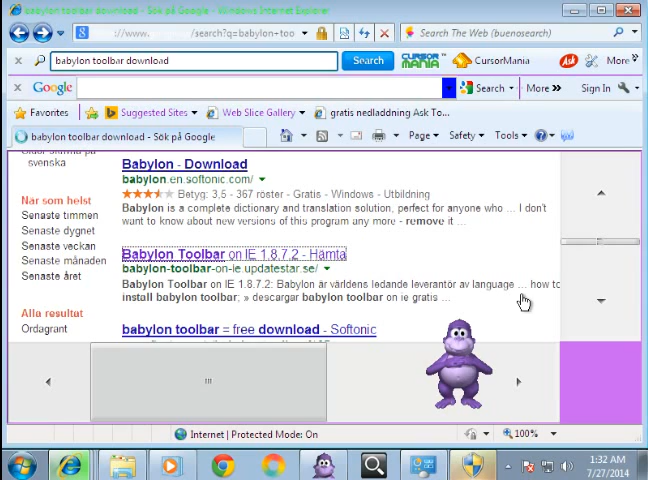 babylon toolbar download - Sök på Google - Windows Internet Explorer
://www. /search?q=babylon+too
Search The Web (buenosearch)
babylon toolbar download Search CURSOR MANIA CursorMania Ask More
Google Search More » Sign In
Favorites Suggested Sites Web Slice Gallery gratis nedladdning Ask To...
babylon toolbar download - Sök på Google Page Safety Tools
svenska
När som helst
Senaste timmen
Senaste dygnet
Senaste veckan
Senaste månaden
Senaste året
Alla resultat
Ordagrant
Babylon - Download
babylon.en.softonic.com/
Betyg: 3,5 - 367 röster - Gratis - Windows - Utbildning
Babylon is a complete dictionary and translation solution, perfect for anyone who ... I don't
want to know about new versions of this program any more - remove it ...
Babylon Toolbar on IE 1.8.7.2 - Hämta
babylon-toolbar-on-ie.updatestar.se/
Babylon Toolbar on IE 1.8.7.2: Babylon är världens ledande leverantör av language ... how to
install babylon toolbar; » descargar babylon toolbar on ie gratis ...
babylon toolbar = free download - Softonic
Internet | Protected Mode: On 100%
1:32 AM
7/27/2014